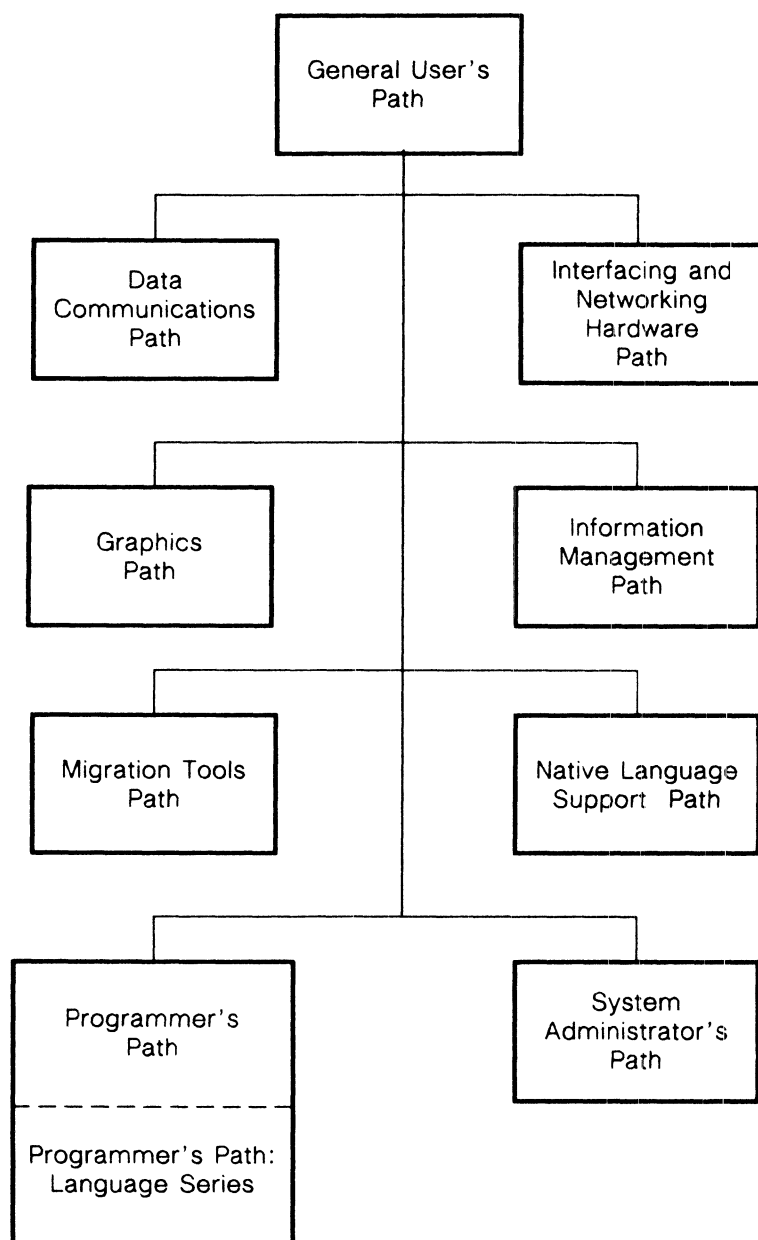 General User's
Path
Data
Communications
Path
Interfacing and
Networking
Hardware
Path
Graphics
Path
Information
Management
Path
Migration Tools
Path
Native Language
Support Path
Programmer's
Path
System
Administrator's
Path
Programmer's Path:
Language Series